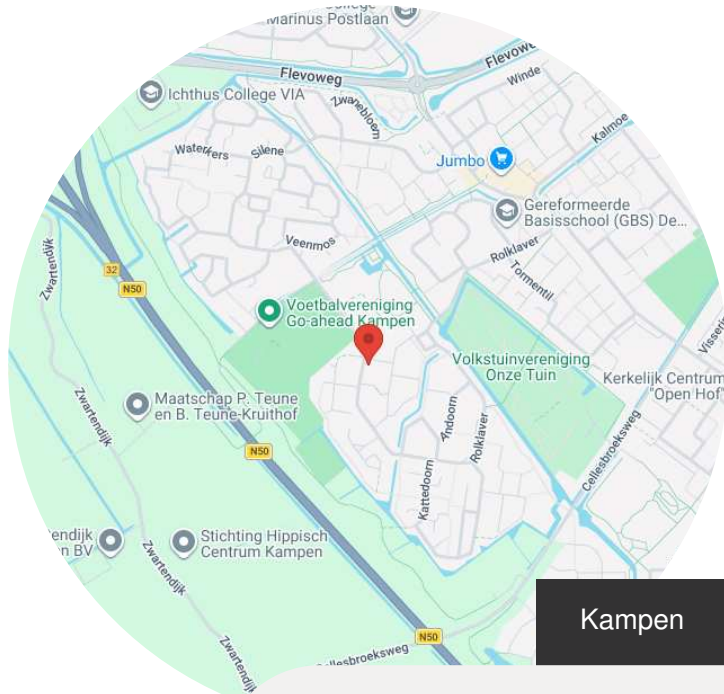 College
Marinus Postlaan
Flevoweg
Flevoweg
Ichthus College VIA
Zwanebloem
Winde
Kalmoe
Waterkers
Silene
Jumbo
Gereformeerde
Basisschool (GBS) De...
Veenmos
Rolklaver
Zwartendijk
32
N50
Tormentil
Voetbalvereniging
Go-ahead Kampen
Volkstuinvereniging
Onze Tuin
Kerkelijk Centrum
"Open Hof"
Zwartendijk
Maatschap P. Teune
en B. Teune-Kruithof
Andoorn
Rolklaver
Kattedoorn
Cellesbroeksweg
N50
Stichting Hippisch
Centrum Kampen
Zwartendijk
Zwartendijk
N50
Cellesbroeksweg
Kampen